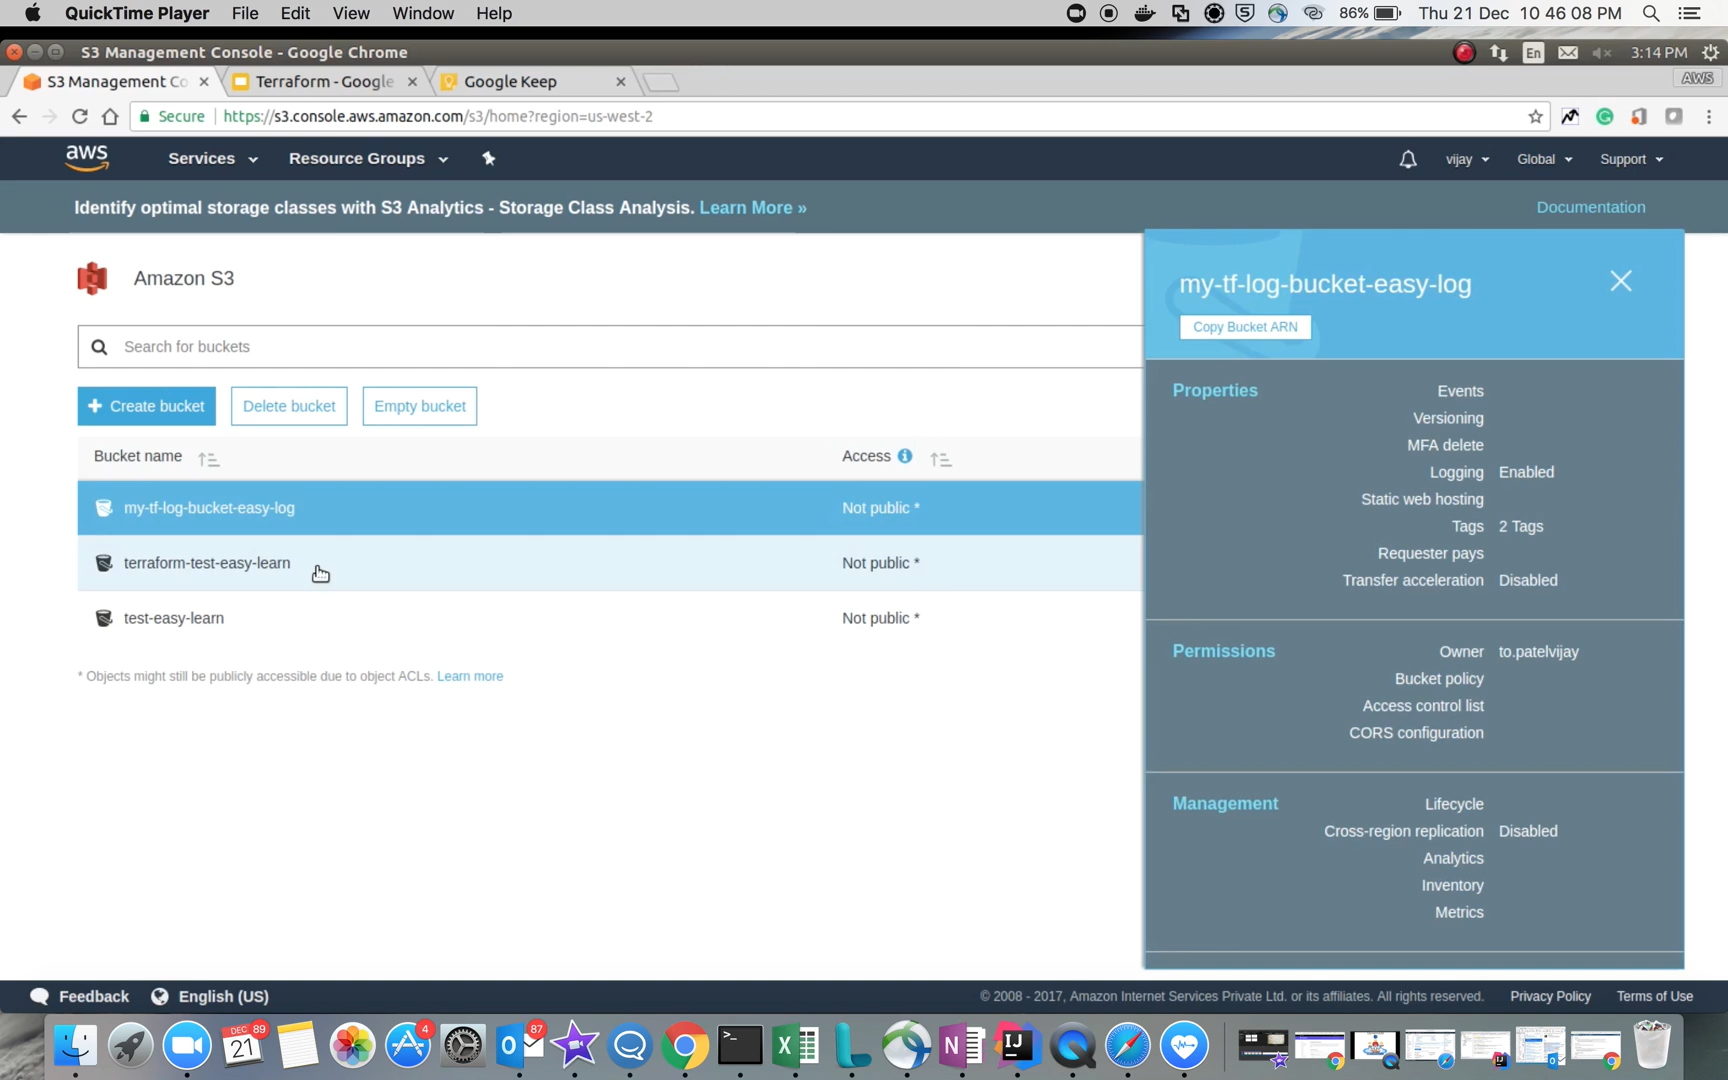 QuickTime Player File Edit View Window Help 86% Thu 21 Dec 10 46 08 PM
S3 Management Console - Google Chrome En 3:14 PM
S3 Management Co Terraform - Google Google Keep AWS
Secure https://s3.console.aws.amazon.com/s3/home?region=us-west-2
aws Services Resource Groups vijay Global Support
Identify optimal storage classes with S3 Analytics - Storage Class Analysis. Learn More » Documentation
Amazon S3
Search for buckets
+ Create bucket Delete bucket Empty bucket
Bucket name Access
my-tf-log-bucket-easy-log Not public *
terraform-test-easy-learn Not public *
test-easy-learn Not public *
* Objects might still be publicly accessible due to object ACLs. Learn more
my-tf-log-bucket-easy-log
Copy Bucket ARN
Properties Events
Versioning
MFA delete
Logging Enabled
Static web hosting
Tags 2 Tags
Requester pays
Transfer acceleration Disabled
Permissions Owner to.patelvijay
Bucket policy
Access control list
CORS configuration
Management Lifecycle
Cross-region replication Disabled
Analytics
Inventory
Metrics
Feedback English (US) © 2008 - 2017, Amazon Internet Services Private Ltd. or its affiliates. All rights reserved. Privacy Policy Terms of Use
DEC 89 4 87
21